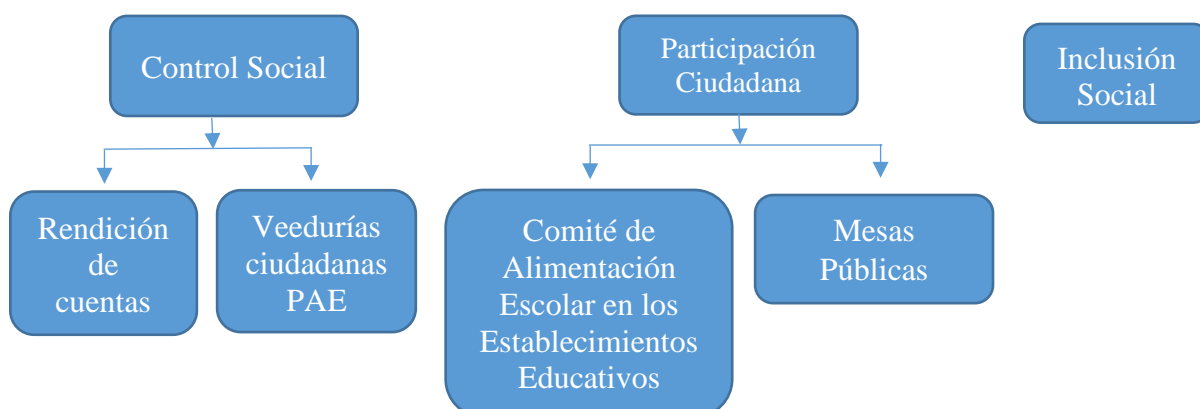 Control Social
Participación
Ciudadana
Inclusión
Social
Rendición
de
cuentas
Veedurías
ciudadanas
PAE
Comité de
Alimentación
Escolar en los
Establecimientos
Educativos
Mesas
Públicas